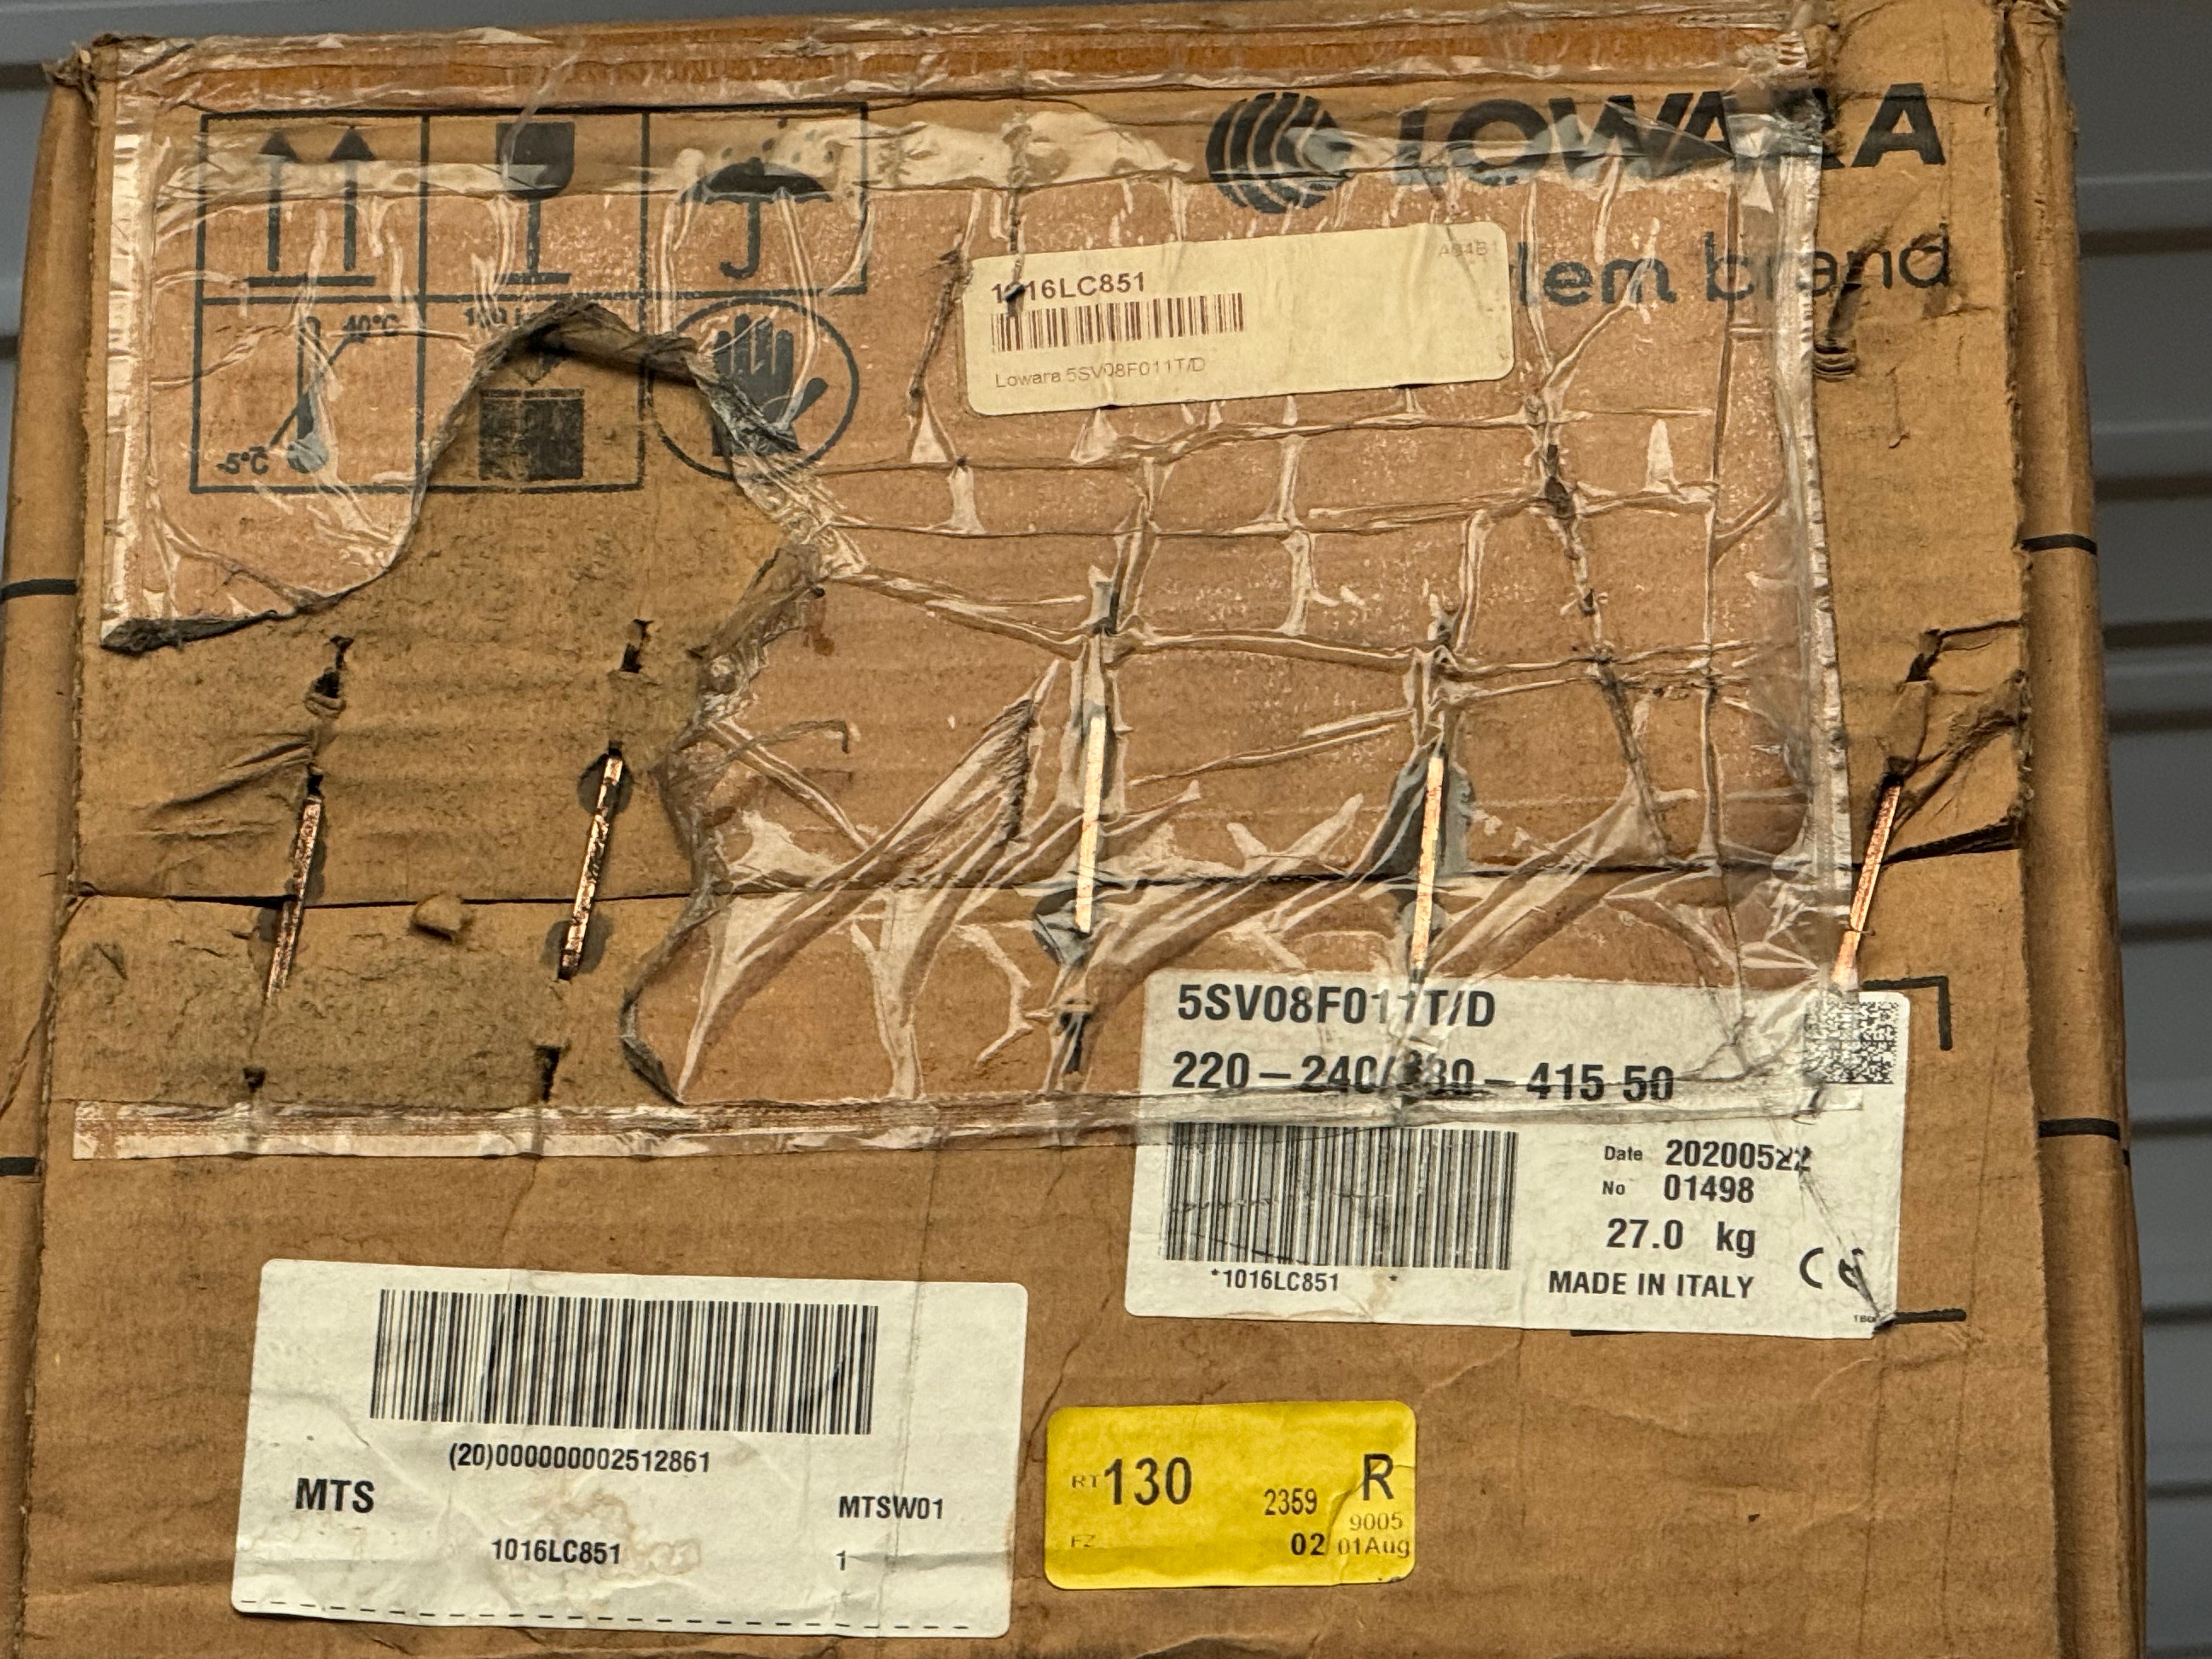 LOWARA
brand
40°C
-5°C
1016LC851
Lowara 5SV08F011T/D
5SV08F011T/D
220-240/380-415 50
Date 20200522
No 01498
27.0 kg
*1016LC851 *
MADE IN ITALY
CE
(20)000000002512861
MTS
MTSW01
1016LC851
1
RT 130
2359
R
9005
FZ
02 01Aug